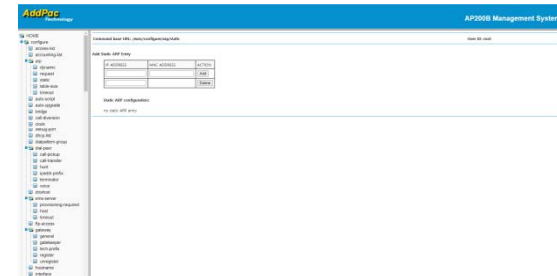 AddPac
Technology
AP200B Management System
HOME
configure
access-list
accounting-list
arp
dynamic
request
static
table-size
timeout
auto-script
auto-upgrade
bridge
call-diversion
clock
debug-port
dhcp-list
dialpattern-group
dial-peer
call-pickup
call-transfer
hunt
ipaddr-prefix
terminator
voice
dnshost
ems-server
provisioning-request
host
timeout
ftp-access
gateway
general
gatekeeper
tech-prefix
register
unregister
hostname
interface
Command Base-URL: /main/configure/arp/static
User ID: root
Add Static ARP Entry
IP ADDRESS MAC ADDRESS ACTION
Add
Delete
Static ARP configuration:
no static ARP entry